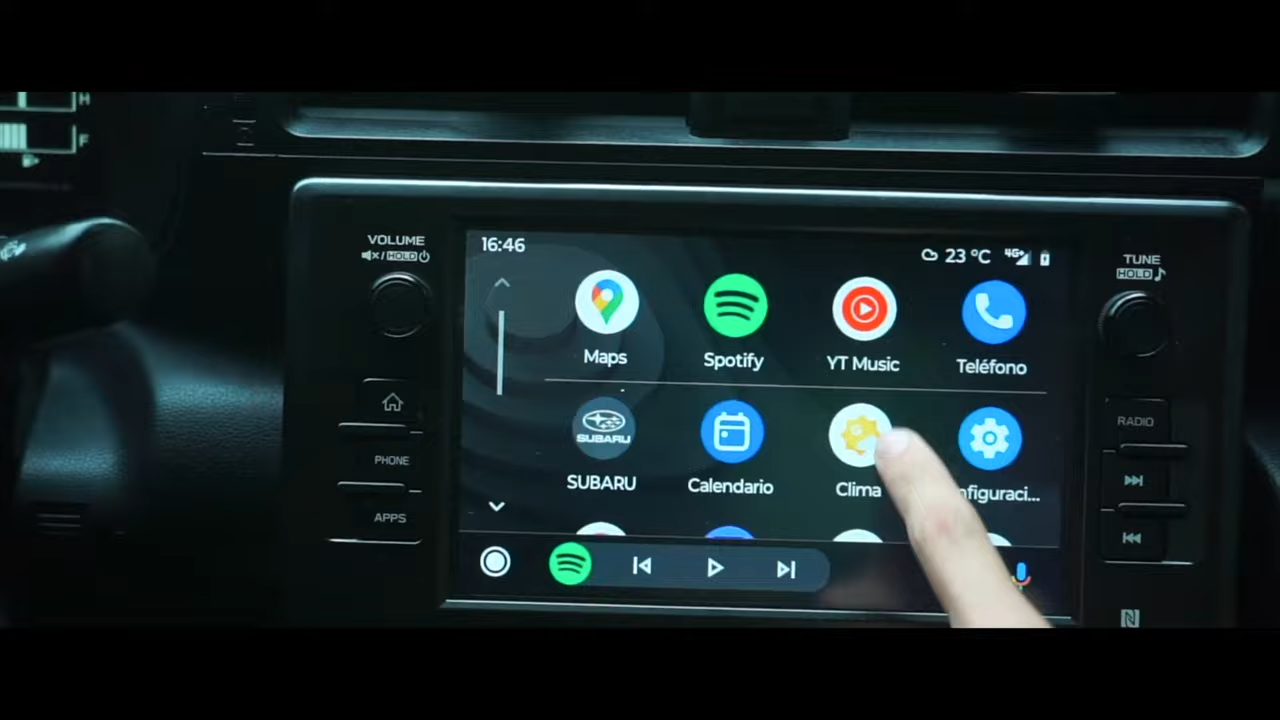 H
F
VOLUME
/ HOLD
16:46
23 °C
4G
TUNE
HOLD
Maps
Spotify
YT Music
Teléfono
PHONE
APPS
RADIO
SUBARU
SUBARU
Calendario
Clima
nfiguraci...